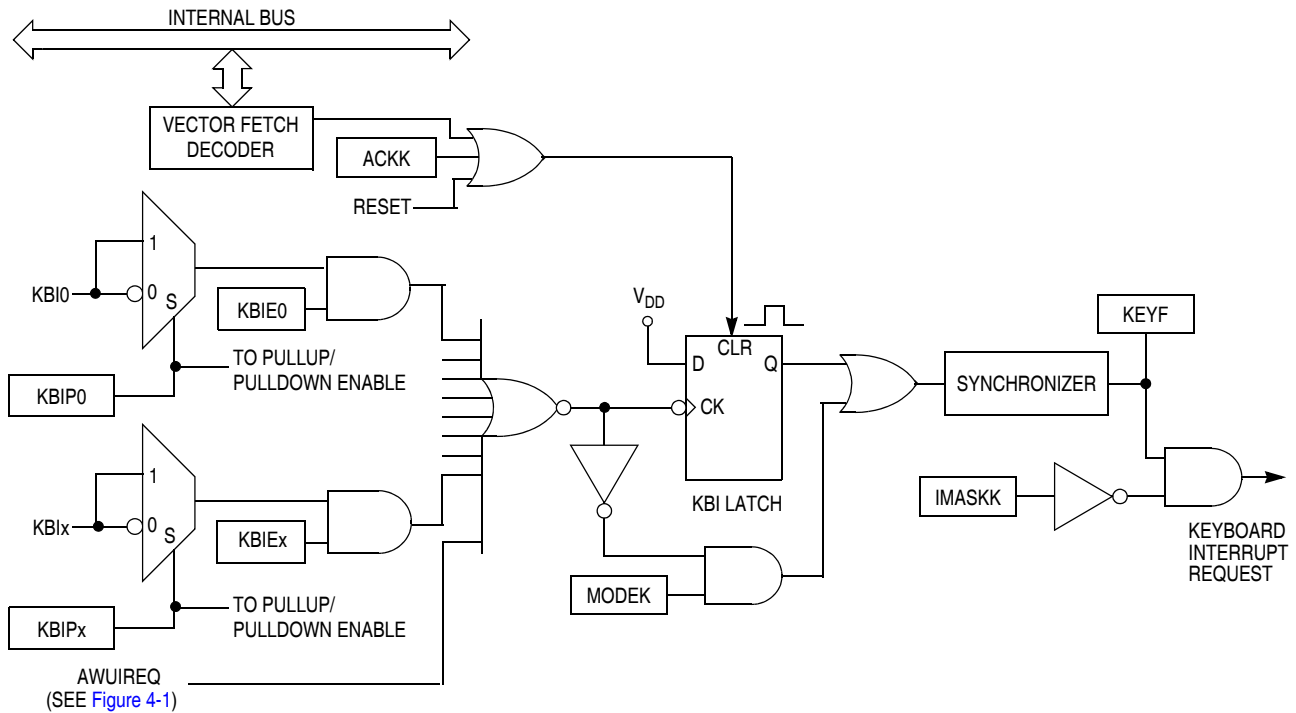 INTERNAL BUS
VECTOR FETCH
DECODER
ACKK
RESET
1
KBI0
0
S
KBIE0
TO PULLUP/
PULLDOWN ENABLE
KBIP0
VDD
CLR
D
Q
CK
KBI LATCH
SYNCHRONIZER
KEYF
1
KBIx
0
S
KBIEx
TO PULLUP/
PULLDOWN ENABLE
KBIPx
MODEK
IMASKK
KEYBOARD
INTERRUPT
REQUEST
AWUIREQ
(SEE Figure 4-1)